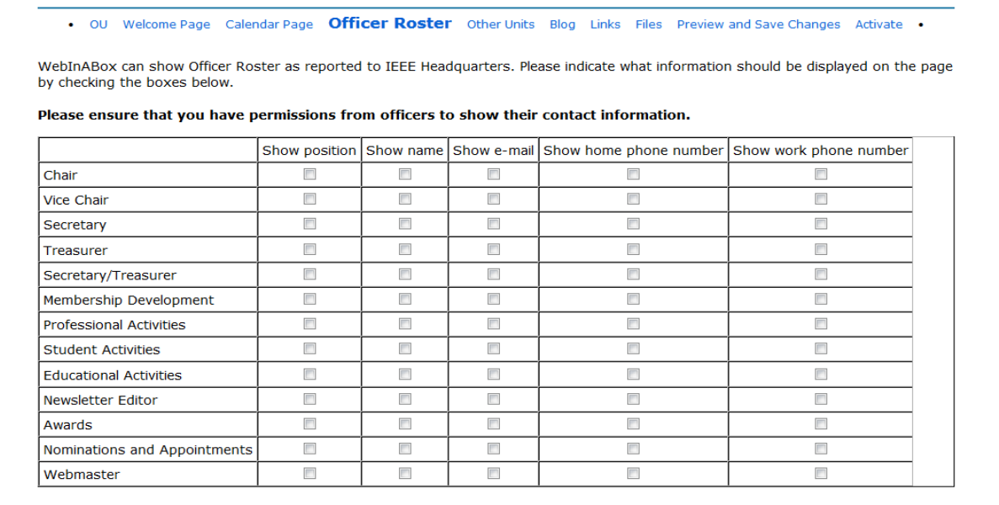 • OU Welcome Page Calendar Page Officer Roster Other Units Blog Links Files Preview and Save Changes Activate •
WebInABox can show Officer Roster as reported to IEEE Headquarters. Please indicate what information should be displayed on the page
by checking the boxes below.
Please ensure that you have permissions from officers to show their contact information.
Show position Show name Show e-mail Show home phone number Show work phone number
Chair
Vice Chair
Secretary
Treasurer
Secretary/Treasurer
Membership Development
Professional Activities
Student Activities
Educational Activities
Newsletter Editor
Awards
Nominations and Appointments
Webmaster